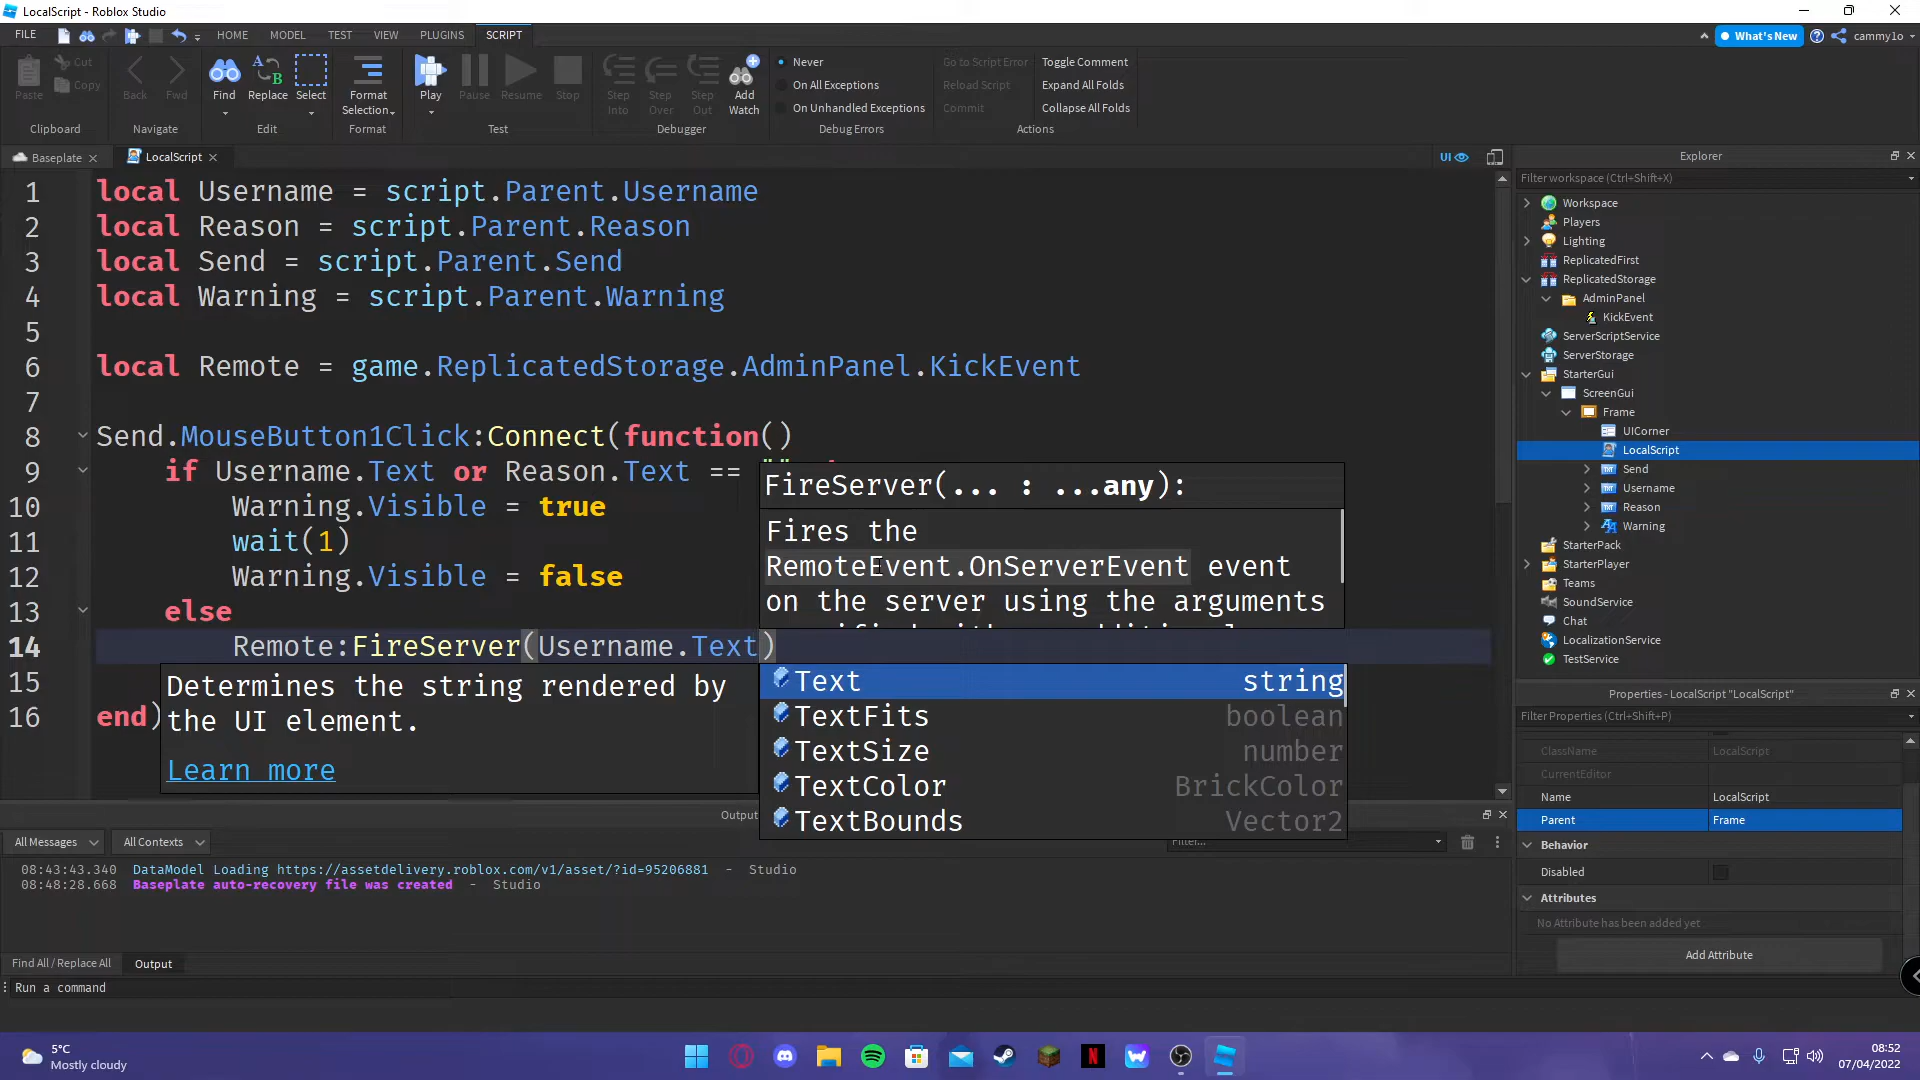 LocalScript - Roblox Studio
FILE HOME MODEL TEST VIEW PLUGINS SCRIPT What's New cammy1o
Paste Cut Copy Back Fwd Find Replace Select Format Selection Play Pause Resume Stop Step Into Step Over Step Out Add Watch
Never
On All Exceptions
On Unhandled Exceptions
Go to Script Error
Reload Script
Commit
Toggle Comment
Expand All Folds
Collapse All Folds
Clipboard Navigate Edit Format Test Debugger Debug Errors Actions
Baseplate LocalScript UI
1 local Username = script.Parent.Username
2 local Reason = script.Parent.Reason
3 local Send = script.Parent.Send
4 local Warning = script.Parent.Warning
5
6 local Remote = game.ReplicatedStorage.AdminPanel.KickEvent
7
8 Send.MouseButton1Click:Connect(function()
9 if Username.Text or Reason.Text ==
10 Warning.Visible = true
11 wait(1)
12 Warning.Visible = false
13 else
14 Remote:FireServer(Username.Text)
15
16 end)
FireServer(... : ...any):
Fires the
RemoteEvent.OnServerEvent event
on the server using the arguments
Determines the string rendered by
the UI element.
Learn more
Text string
TextFits boolean
TextSize number
TextColor BrickColor
TextBounds Vector2
Output
All Messages All Contexts Filter...
08:43:43.340 DataModel Loading https://assetdelivery.roblox.com/v1/asset/?id=95206881 - Studio
08:48:28.668 Baseplate auto-recovery file was created - Studio
Find All / Replace All Output
Run a command
Explorer
Filter workspace (Ctrl+Shift+X)
Workspace
Players
Lighting
ReplicatedFirst
ReplicatedStorage
AdminPanel
KickEvent
ServerScriptService
ServerStorage
StarterGui
ScreenGui
Frame
UICorner
LocalScript
Send
Username
Reason
Warning
StarterPack
StarterPlayer
Teams
SoundService
Chat
LocalizationService
TestService
Properties - LocalScript "LocalScript"
Filter Properties (Ctrl+Shift+P)
ClassName LocalScript
CurrentEditor
Name LocalScript
Parent Frame
Behavior
Disabled
Attributes
No Attribute has been added yet
Add Attribute
5°C
Mostly cloudy
08:52
07/04/2022